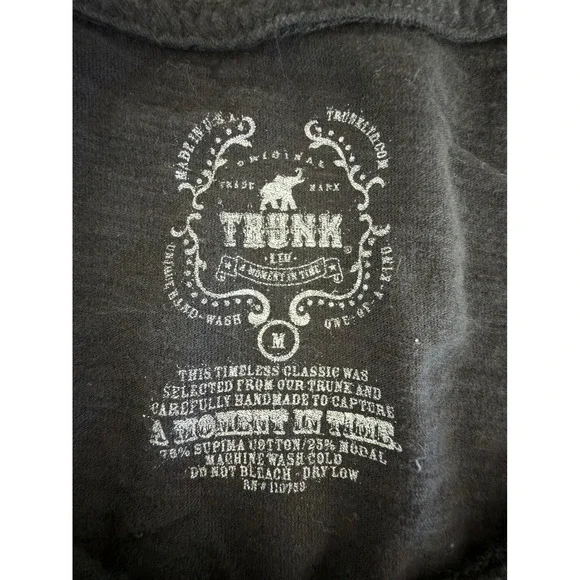 MADE IN U.S.A.
TRUNKLTD.COM
ORIGINAL
TRADE MARK
TRUNK®
LTD
A MOMENT IN TIME
UNIQUE HAND-WASH
ONE-OF-A-KIND
M
THIS TIMELESS CLASSIC WAS
SELECTED FROM OUR TRUNK AND
CAREFULLY HANDMADE TO CAPTURE
A MOMENT IN TIME.
75% SUPIMA COTTON/25% MODAL
MACHINE WASH COLD
DO NOT BLEACH - DRY LOW